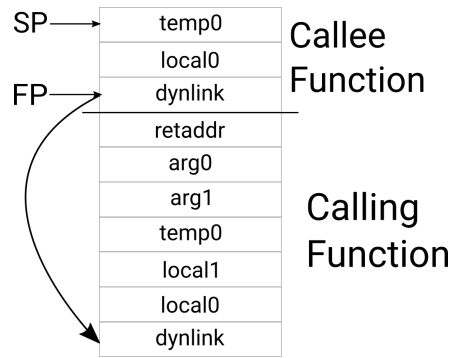 SP
temp0
local0
FP
dynlink
Callee
Function
retaddr
arg0
arg1
temp0
local1
local0
dynlink
Calling
Function